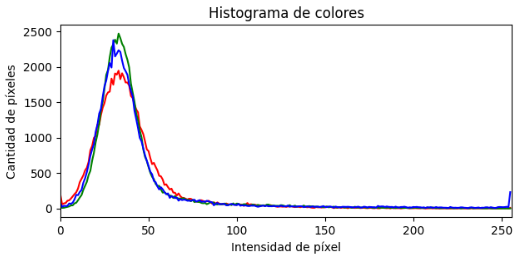 Histograma de colores
Cantidad de píxeles
2500
2000
1500
1000
500
0
0 50 100 150 200 250
Intensidad de píxel